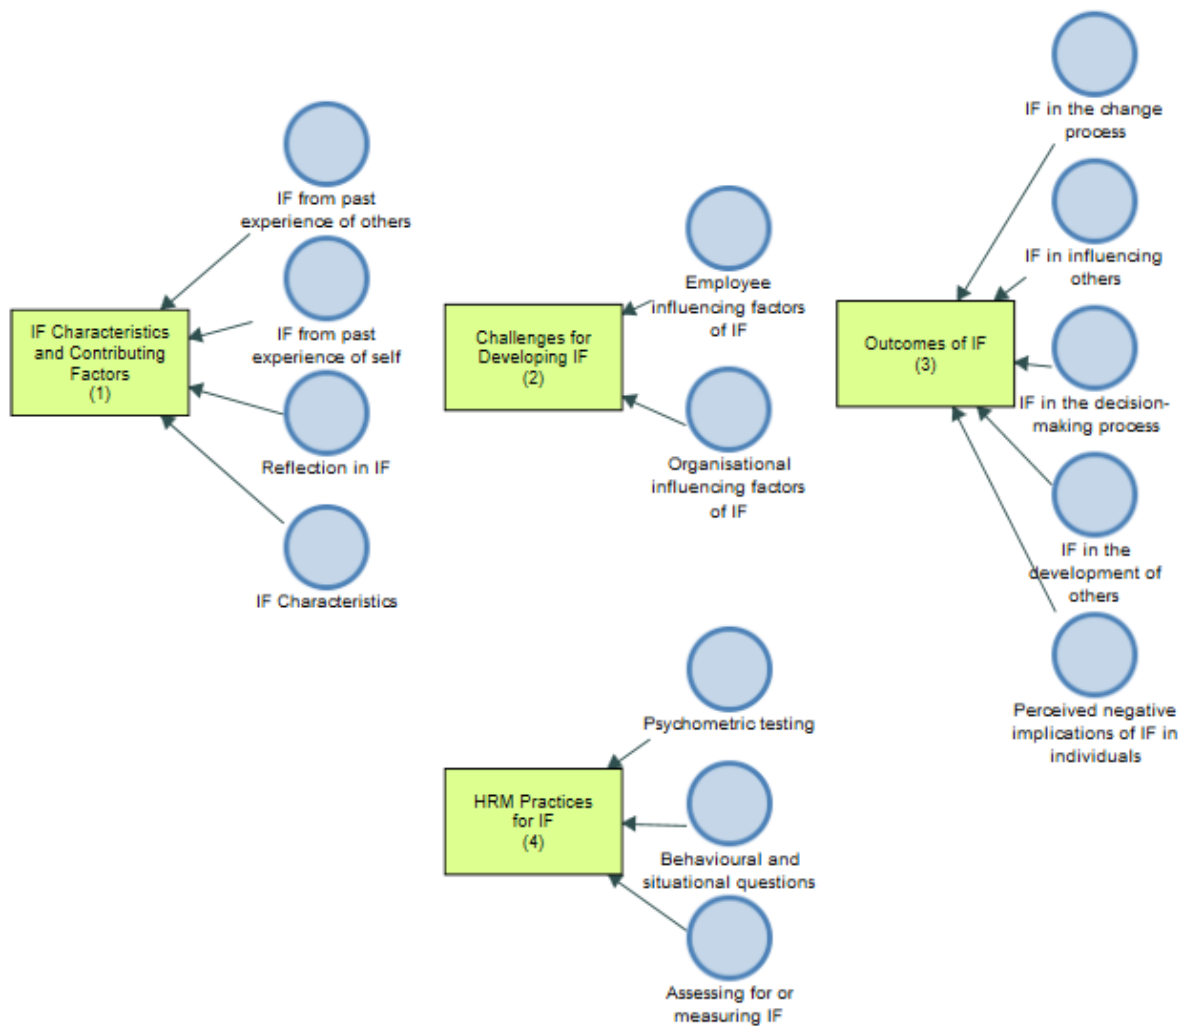 IF from past
experience of others
IF from past
experience of self
Reflection in IF
IF Characteristics
IF Characteristics
and Contributing
Factors
(1)
Employee
influencing factors
of IF
Organisational
influencing factors
of IF
Challenges for
Developing IF
(2)
IF in the change
process
IF in influencing
others
IF in the decision-
making process
IF in the
development of
others
Perceived negative
implications of IF in
individuals
Outcomes of IF
(3)
Psychometric testing
Behavioural and
situational questions
Assessing for or
measuring IF
HRM Practices
for IF
(4)